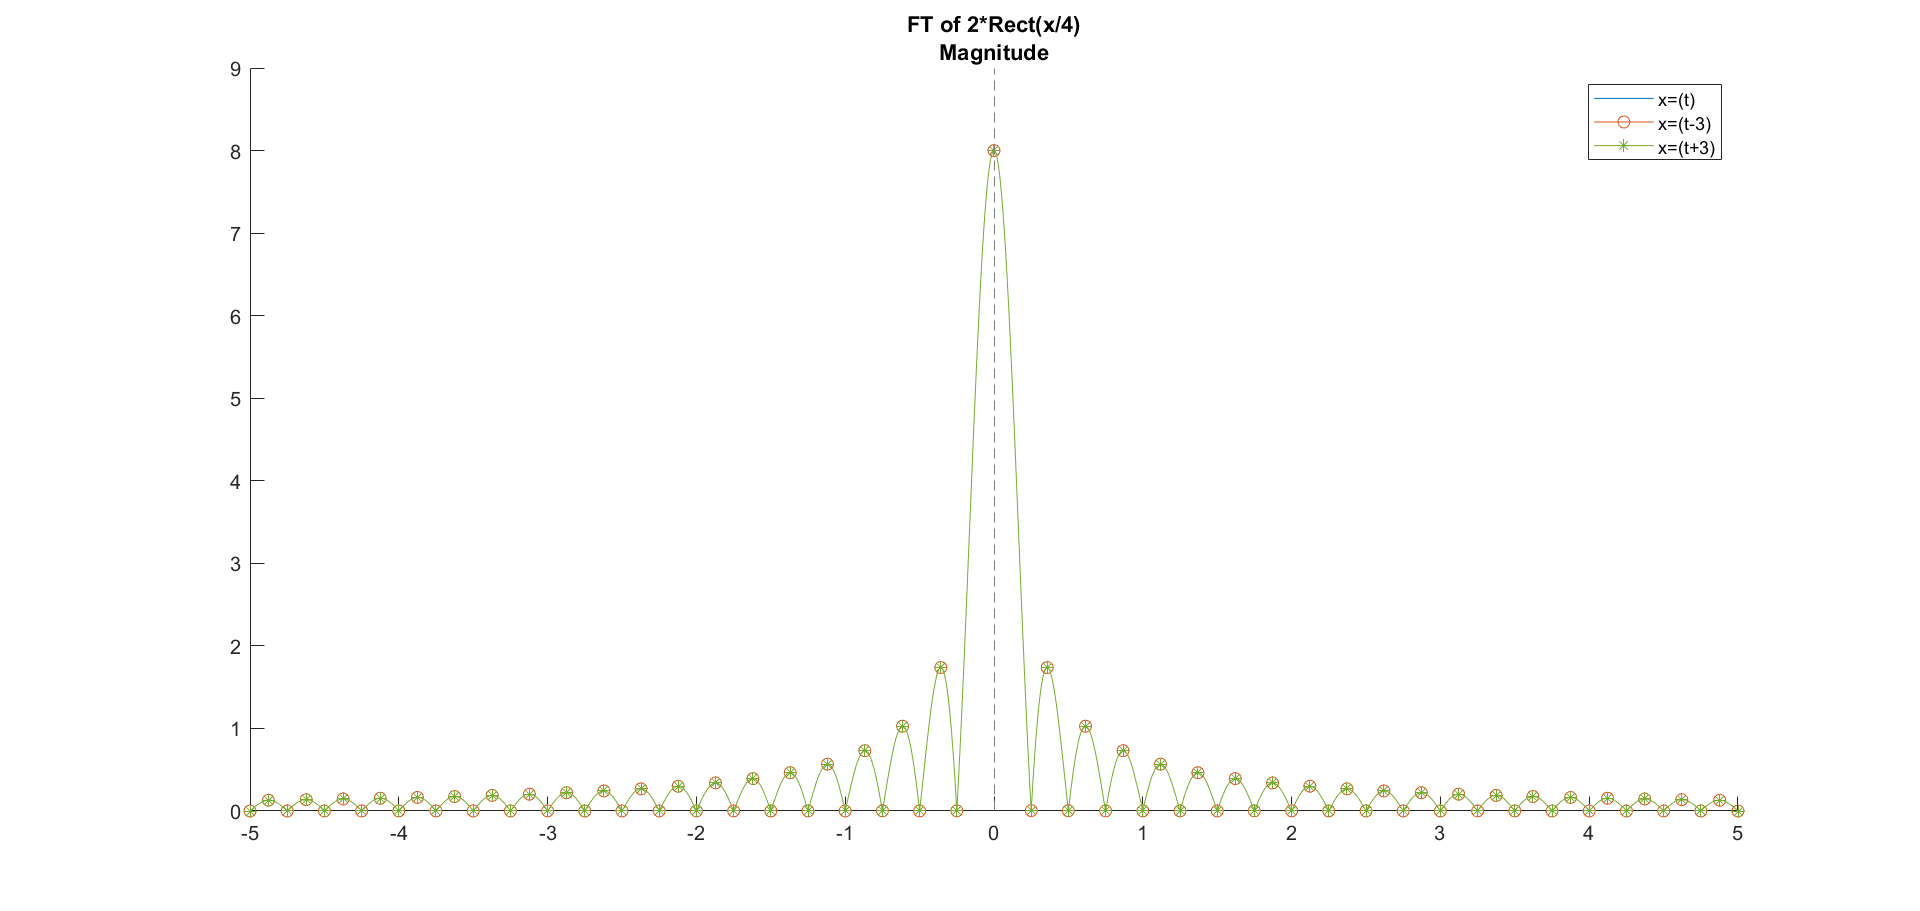 FT of 2*Rect(x/4)
Magnitude
x=(t)
x=(t-3)
x=(t+3)
9
8
7
6
5
4
3
2
1
0
-5 -4 -3 -2 -1 0 1 2 3 4 5